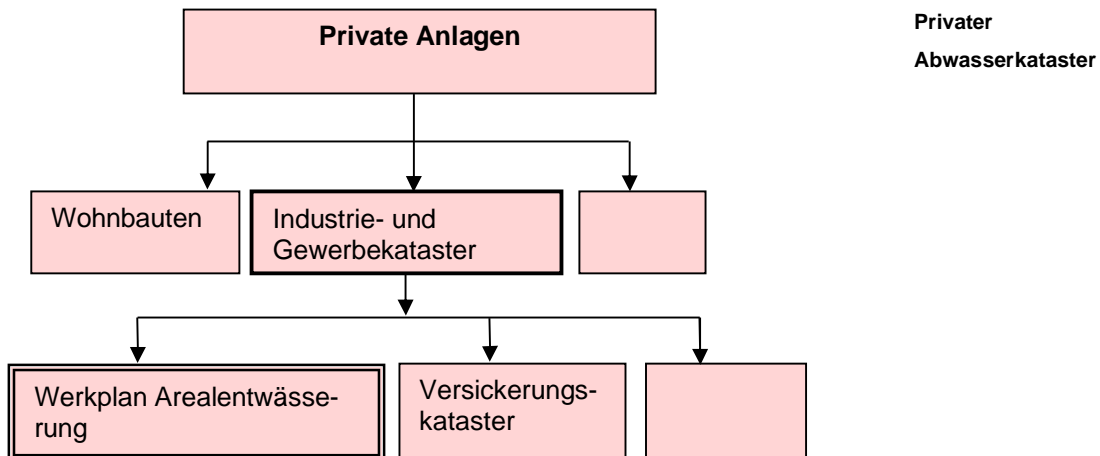 Private Anlagen
Privater
Abwasserkataster
Wohnbauten
Industrie- und
Gewerbekataster
Werkplan Arealentwässe-
rung
Versickerungs-
kataster